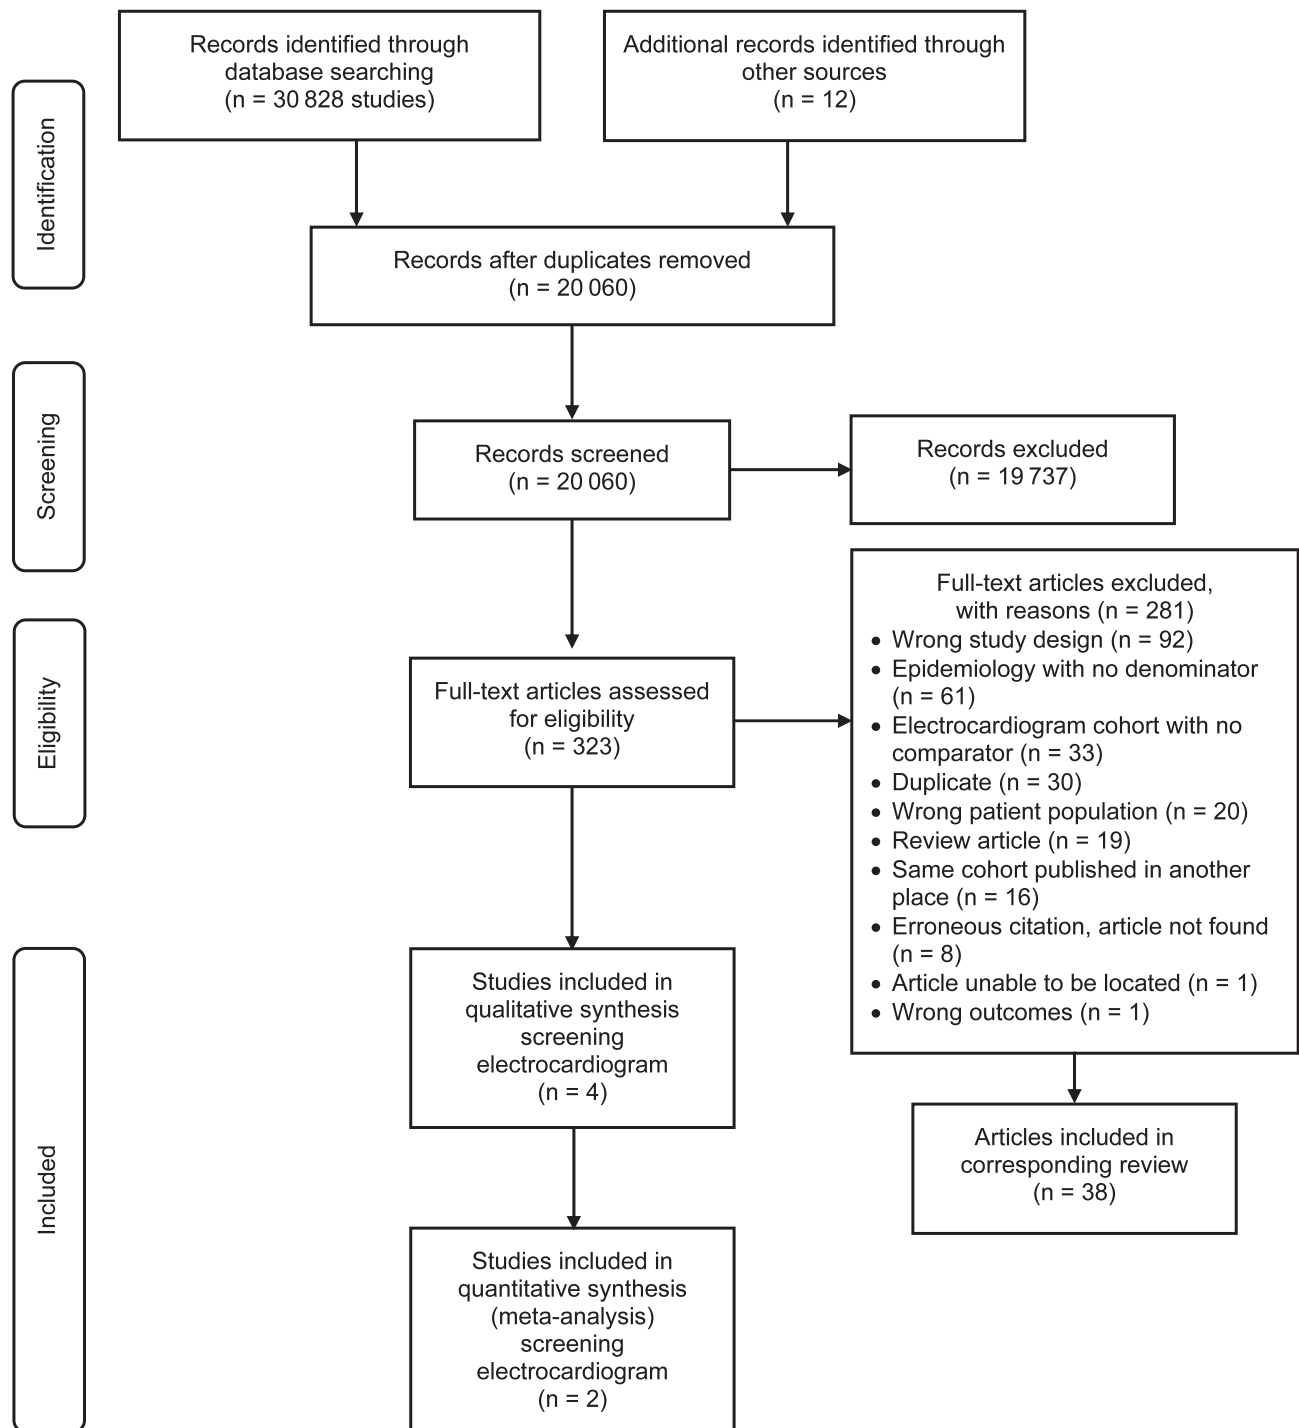 Records identified through
database searching
(n = 30 828 studies)
Additional records identified through
other sources
(n = 12)
Identification
Records after duplicates removed
(n = 20 060)
Screening
Records screened
(n = 20 060)
Records excluded
(n = 19 737)
Eligibility
Full-text articles assessed
for eligibility
(n = 323)
Full-text articles excluded,
with reasons (n = 281)
• Wrong study design (n = 92)
• Epidemiology with no denominator
(n = 61)
• Electrocardiogram cohort with no
comparator (n = 33)
• Duplicate (n = 30)
• Wrong patient population (n = 20)
• Review article (n = 19)
• Same cohort published in another
place (n = 16)
• Erroneous citation, article not found
(n = 8)
• Article unable to be located (n = 1)
• Wrong outcomes (n = 1)
Included
Studies included in
qualitative synthesis
screening
electrocardiogram
(n = 4)
Articles included in
corresponding review
(n = 38)
Studies included in
quantitative synthesis
(meta-analysis)
screening
electrocardiogram
(n = 2)